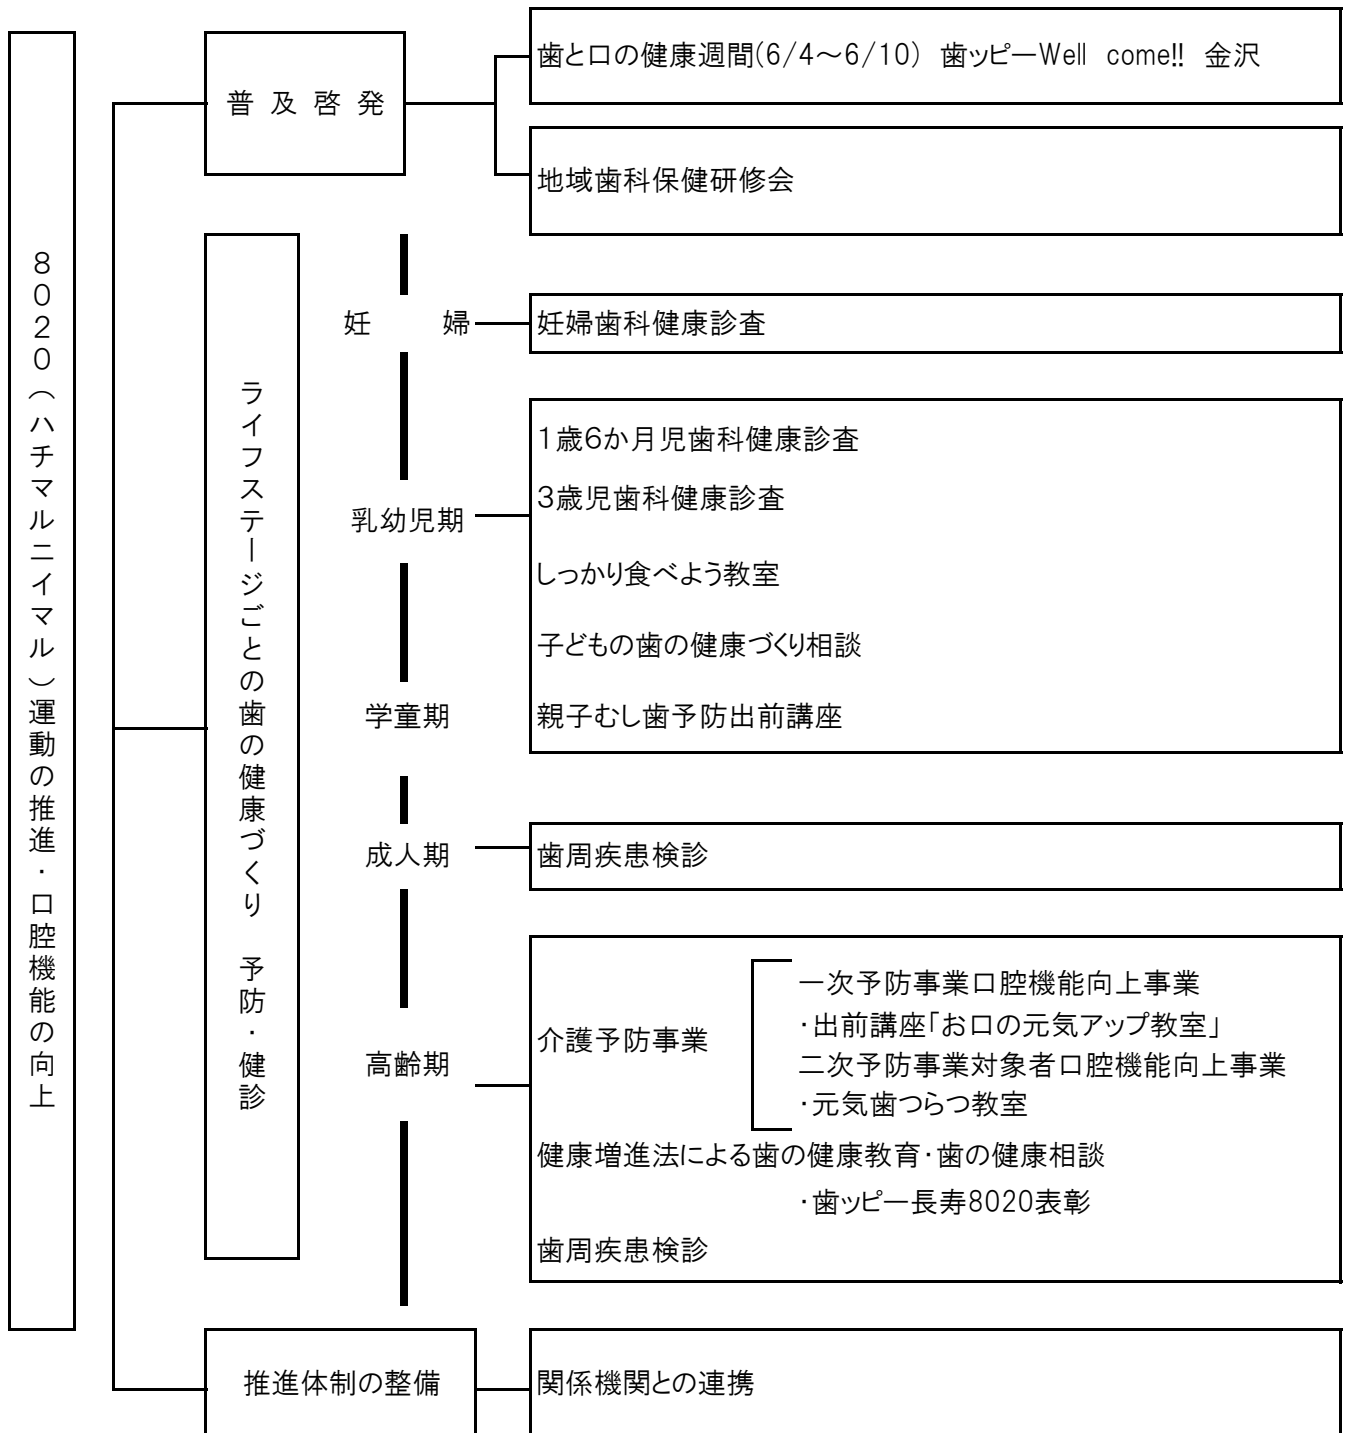 8020(ハチマルニイマル)運動の推進・口腔機能の向上
普及啓発
歯と口の健康週間(6/4～6/10) 歯ッピーWell come!! 金沢
地域歯科保健研修会
ライフステージごとの歯の健康づくり 予防・健診
妊 婦
妊婦歯科健康診査
乳幼児期
1歳6か月児歯科健康診査
3歳児歯科健康診査
しっかり食べよう教室
子どもの歯の健康づくり相談
学童期
親子むし歯予防出前講座
成人期
歯周疾患検診
高齢期
介護予防事業
一次予防事業口腔機能向上事業
・出前講座「お口の元気アップ教室」
二次予防事業対象者口腔機能向上事業
・元気歯つらつ教室
健康増進法による歯の健康教育・歯の健康相談
・歯ッピー長寿8020表彰
歯周疾患検診
推進体制の整備
関係機関との連携